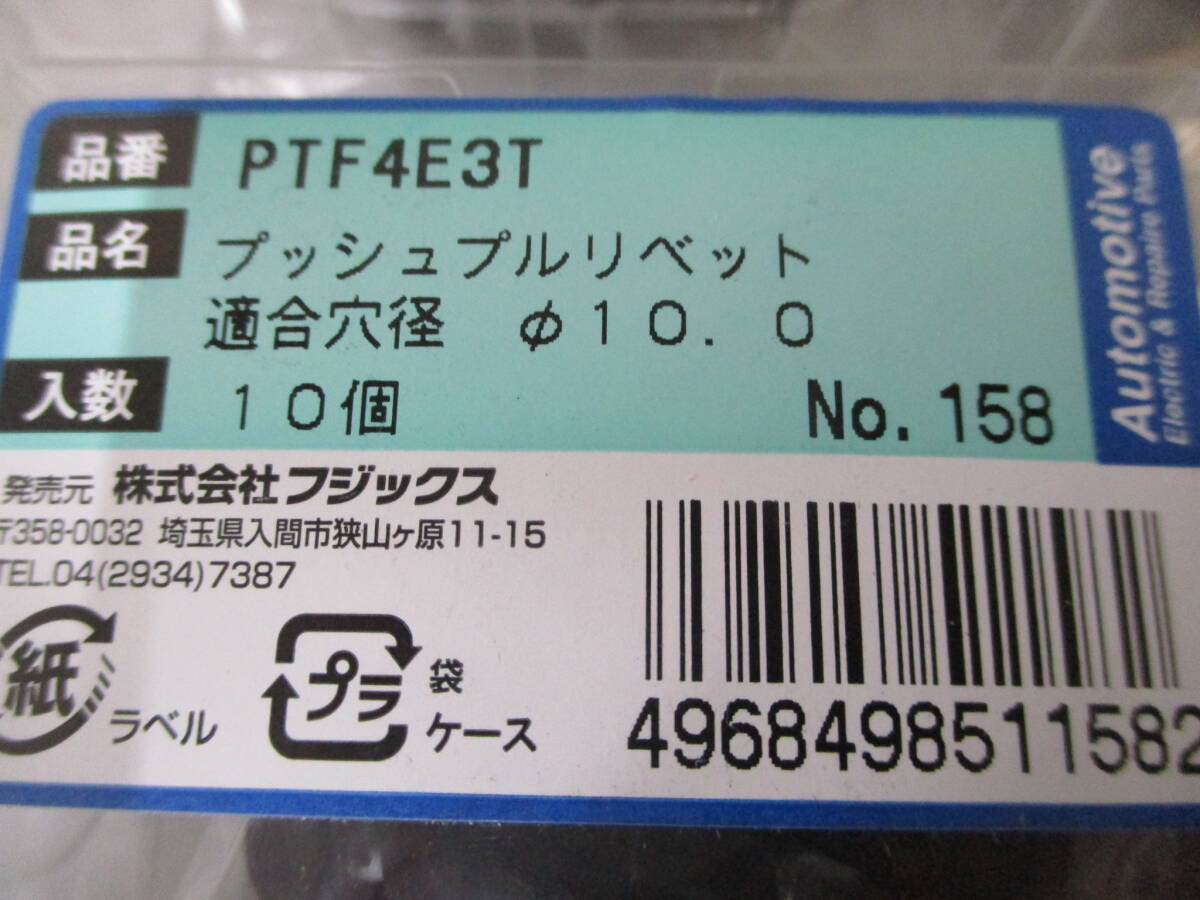 品番 PTF4E3T
品名 プッシュプルリベット
適合穴径 φ10.0
入数 10個 No.158
Automotive
Electric & Repaire Parts
発売元 株式会社フジックス
〒358-0032 埼玉県入間市狭山ヶ原11-15
TEL.04(2934)7387
紙
ラベル
プラ
袋
ケース
4968498511582